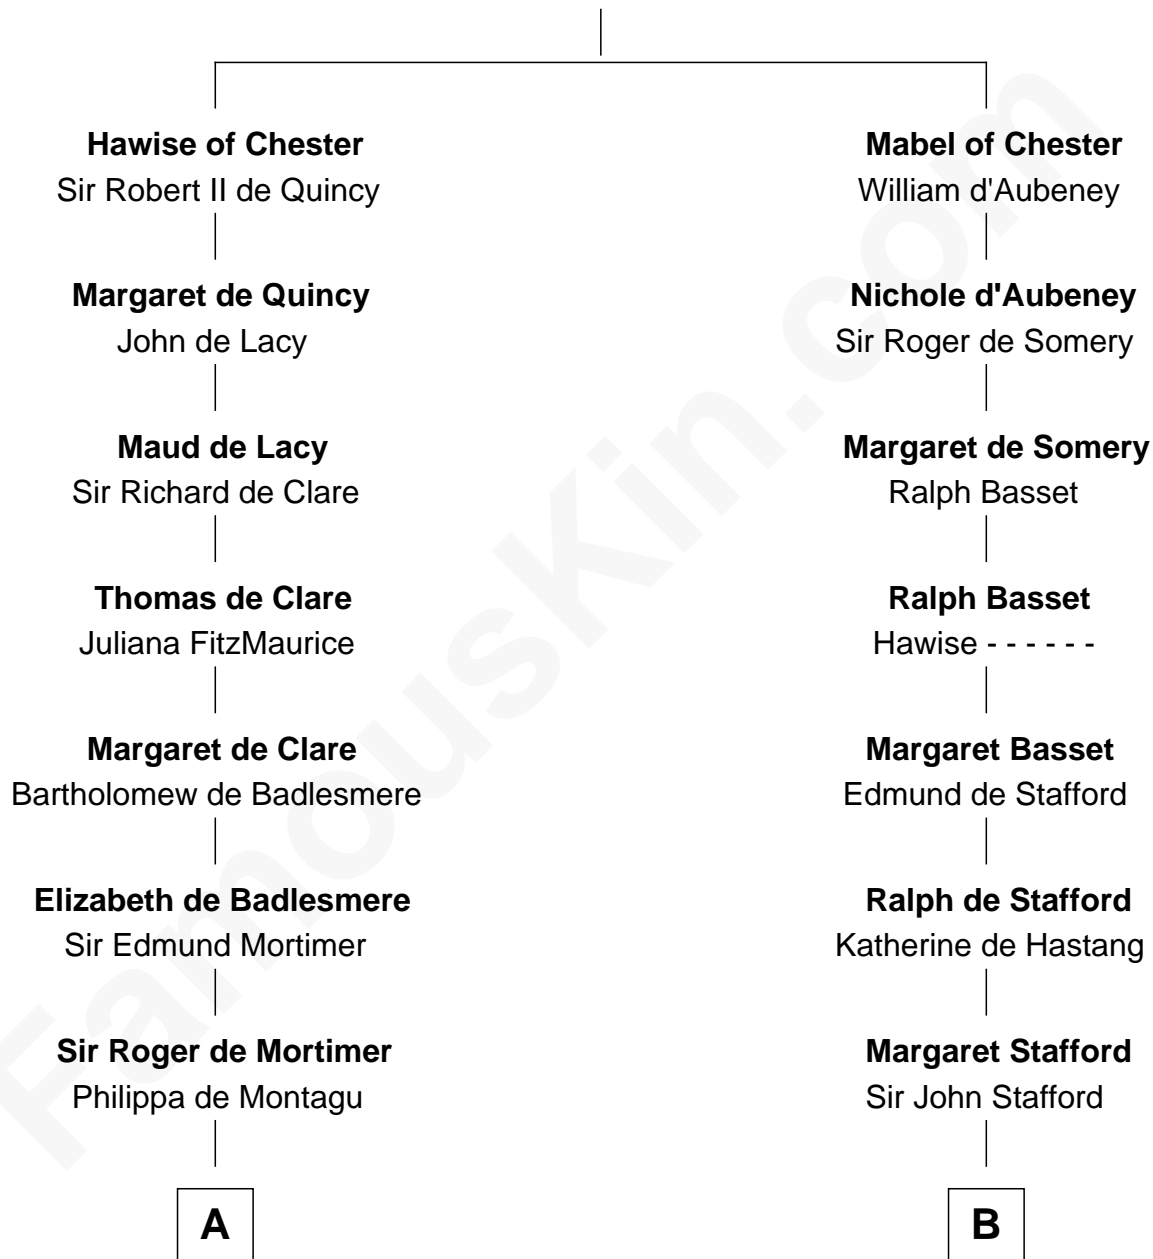 Hawise of Chester
Sir Robert II de Quincy
Margaret de Quincy
John de Lacy
Maud de Lacy
Sir Richard de Clare
Thomas de Clare
Juliana FitzMaurice
Margaret de Clare
Bartholomew de Badlesmere
Elizabeth de Badlesmere
Sir Edmund Mortimer
Sir Roger de Mortimer
Philippa de Montagu
A
Mabel of Chester
William d'Aubeney
Nichole d'Aubeney
Sir Roger de Somery
Margaret de Somery
Ralph Basset
Ralph Basset
Hawise - - - - - -
Margaret Basset
Edmund de Stafford
Ralph de Stafford
Katherine de Hastang
Margaret Stafford
Sir John Stafford
B
FamousKin.com